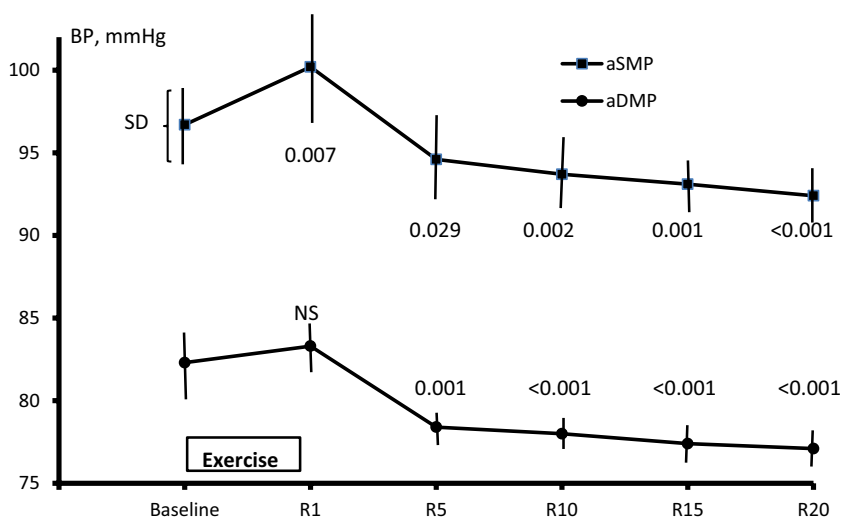 BP, mmHg
100
95
90
85
80
75
aSMP
aDMP
SD
0.007
0.029
0.002
0.001
<0.001
NS
0.001
<0.001
<0.001
<0.001
Exercise
Baseline
R1
R5
R10
R15
R20